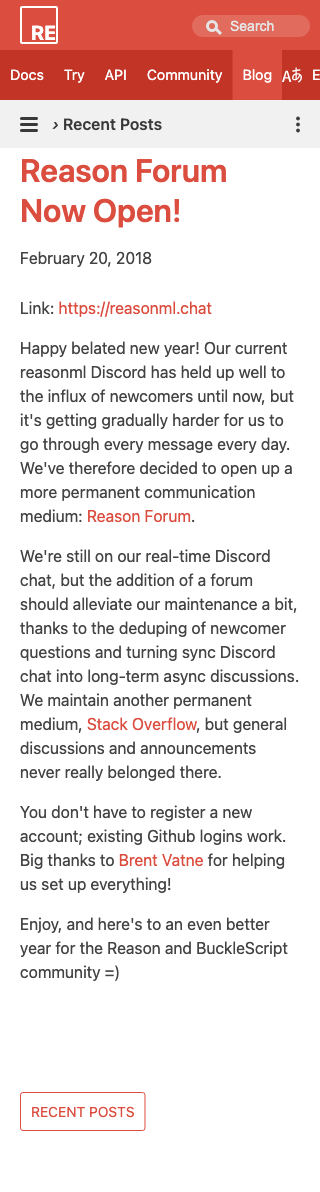 RE
Search
Docs Try API Community Blog Aあ E
› Recent Posts
Reason Forum
Now Open!
February 20, 2018
Link: https://reasonml.chat
Happy belated new year! Our current
reasonml Discord has held up well to
the influx of newcomers until now, but
it's getting gradually harder for us to
go through every message every day.
We've therefore decided to open up a
more permanent communication
medium: Reason Forum.
We're still on our real-time Discord
chat, but the addition of a forum
should alleviate our maintenance a bit,
thanks to the deduping of newcomer
questions and turning sync Discord
chat into long-term async discussions.
We maintain another permanent
medium, Stack Overflow, but general
discussions and announcements
never really belonged there.
You don't have to register a new
account; existing Github logins work.
Big thanks to Brent Vatne for helping
us set up everything!
Enjoy, and here's to an even better
year for the Reason and BuckleScript
community =)
RECENT POSTS